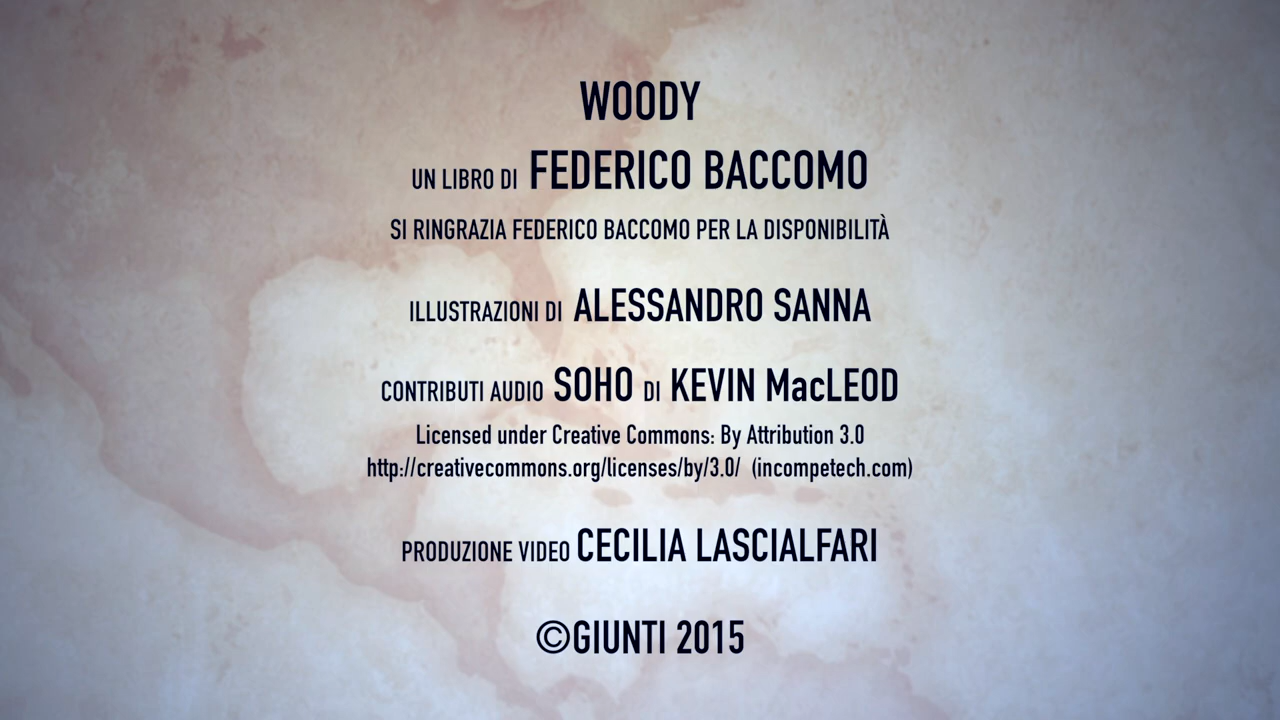 WOODY
UN LIBRO DI FEDERICO BACCOMO
SI RINGRAZIA FEDERICO BACCOMO PER LA DISPONIBILITÀ
ILLUSTRAZIONI DI ALESSANDRO SANNA
CONTRIBUTI AUDIO SOHO DI KEVIN MacLEOD
Licensed under Creative Commons: By Attribution 3.0
http://creativecommons.org/licenses/by/3.0/ (incompetech.com)
PRODUZIONE VIDEO CECILIA LASCIALFARI
©GIUNTI 2015